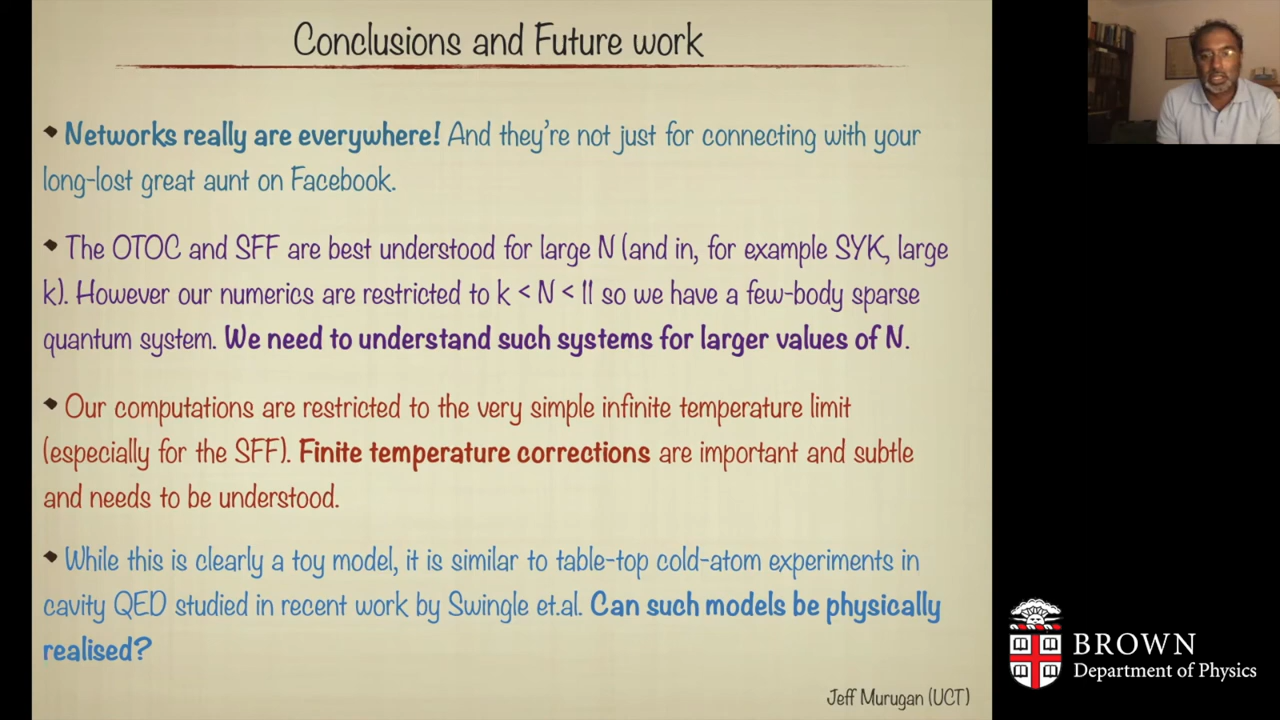 Conclusions and Future work
Networks really are everywhere! And they're not just for connecting with your
long-lost great aunt on Facebook.
The OTOC and SFF are best understood for large N (and in, for example SYK, large
k). However our numerics are restricted to k < N < 11 so we have a few-body sparse
quantum system. We need to understand such systems for larger values of N.
Our computations are restricted to the very simple infinite temperature limit
(especially for the SFF). Finite temperature corrections are important and subtle
and needs to be understood.
While this is clearly a toy model, it is similar to table-top cold-atom experiments in
cavity QED studied in recent work by Swingle et.al. Can such models be physically
realised?
Jeff Murugan (UCT)
BROWN
Department of Physics